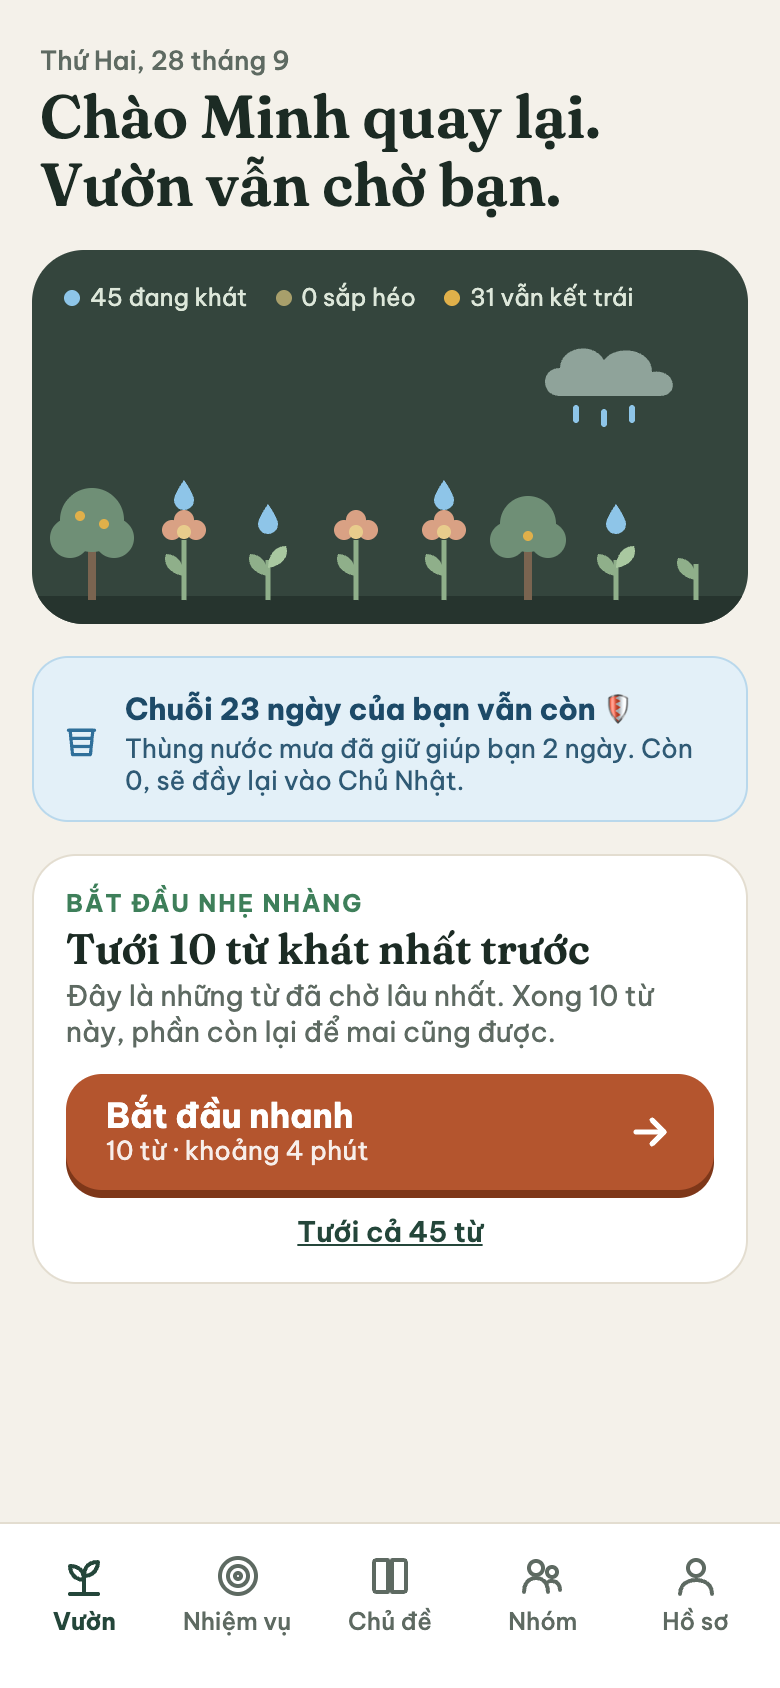 Thứ Hai, 28 tháng 9
Chào Minh quay lại.
Vườn vẫn chờ bạn.
45 đang khát 0 sắp héo 31 vẫn kết trái
Chuỗi 23 ngày của bạn vẫn còn 🛡️
Thùng nước mưa đã giữ giúp bạn 2 ngày. Còn
0, sẽ đầy lại vào Chủ Nhật.
BẮT ĐẦU NHẸ NHÀNG
Tưới 10 từ khát nhất trước
Đây là những từ đã chờ lâu nhất. Xong 10 từ
này, phần còn lại để mai cũng được.
Bắt đầu nhanh
10 từ · khoảng 4 phút
Tưới cả 45 từ
Vườn Nhiệm vụ Chủ đề Nhóm Hồ sơ